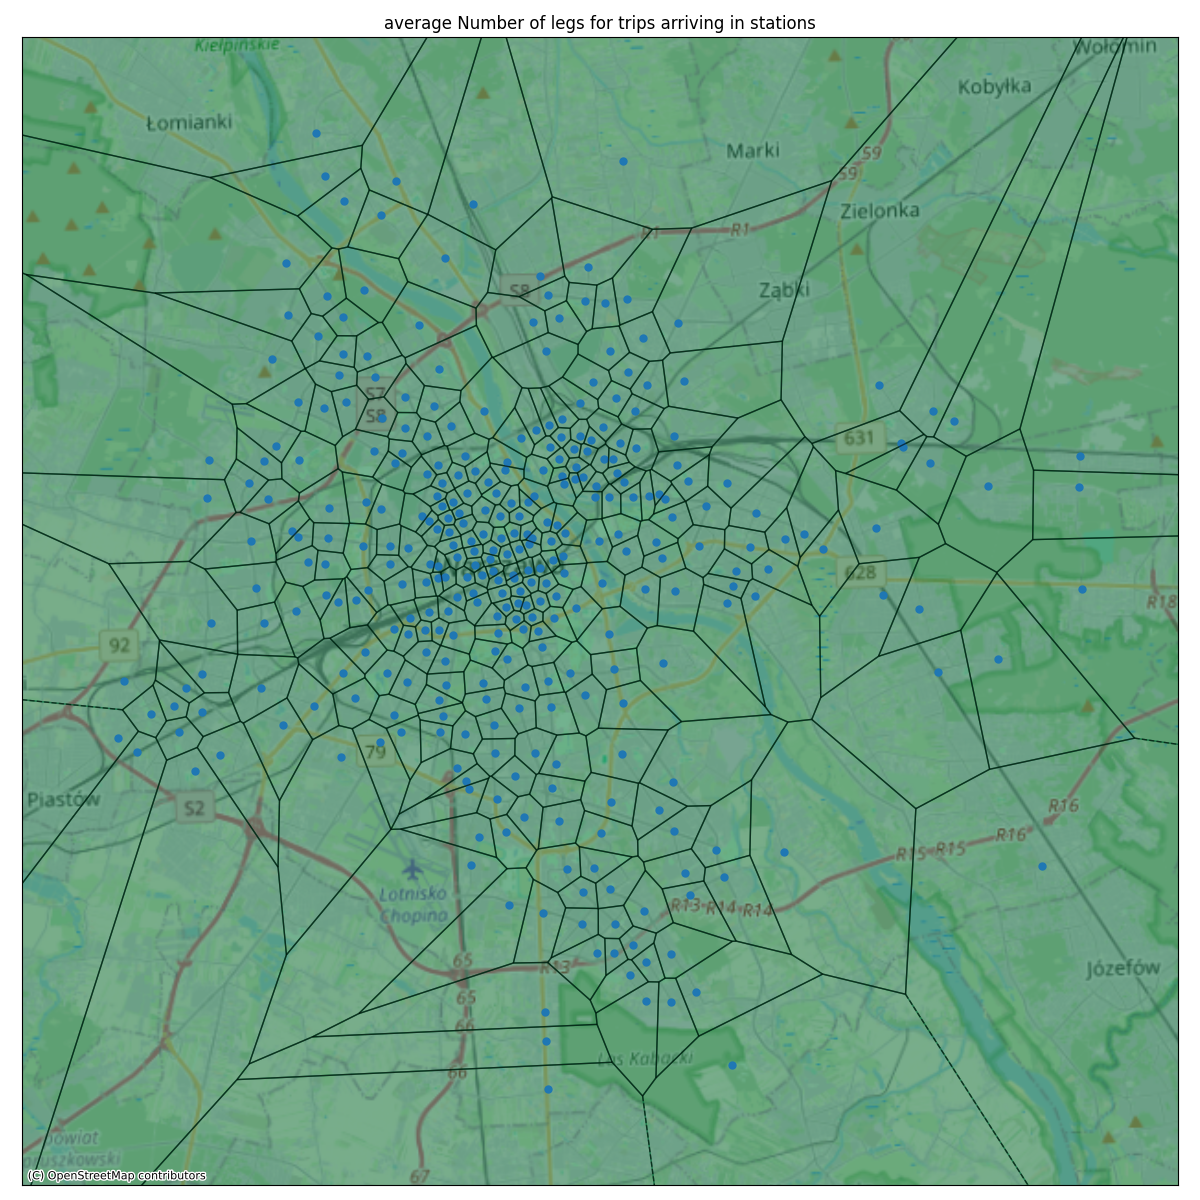 average Number of legs for trips arriving in stations
Kiełpińskie
Wołomin
Kobyłka
Łomianki
Marki
S9
S9
Zielonka
R1
R1
S8
Ząbki
S7
S8
631
628
R18
92
79
Piastów
S2
R16
R16
R15
R15
Lotnisko
Chopina
R13
R14
R14
65
R13
Józefów
65
66
Las Kabacki
66
67
(C) OpenStreetMap contributors